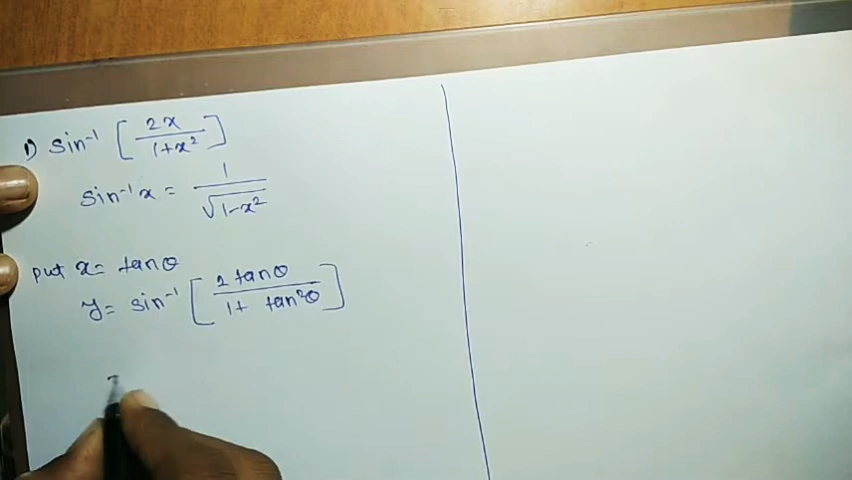 1) sin⁻¹ [ 2x / 1+x² ]
sin⁻¹x = 1 / √1-x²
put x = tanθ
y = sin⁻¹ [ 2 tanθ / 1 + tan²θ ]